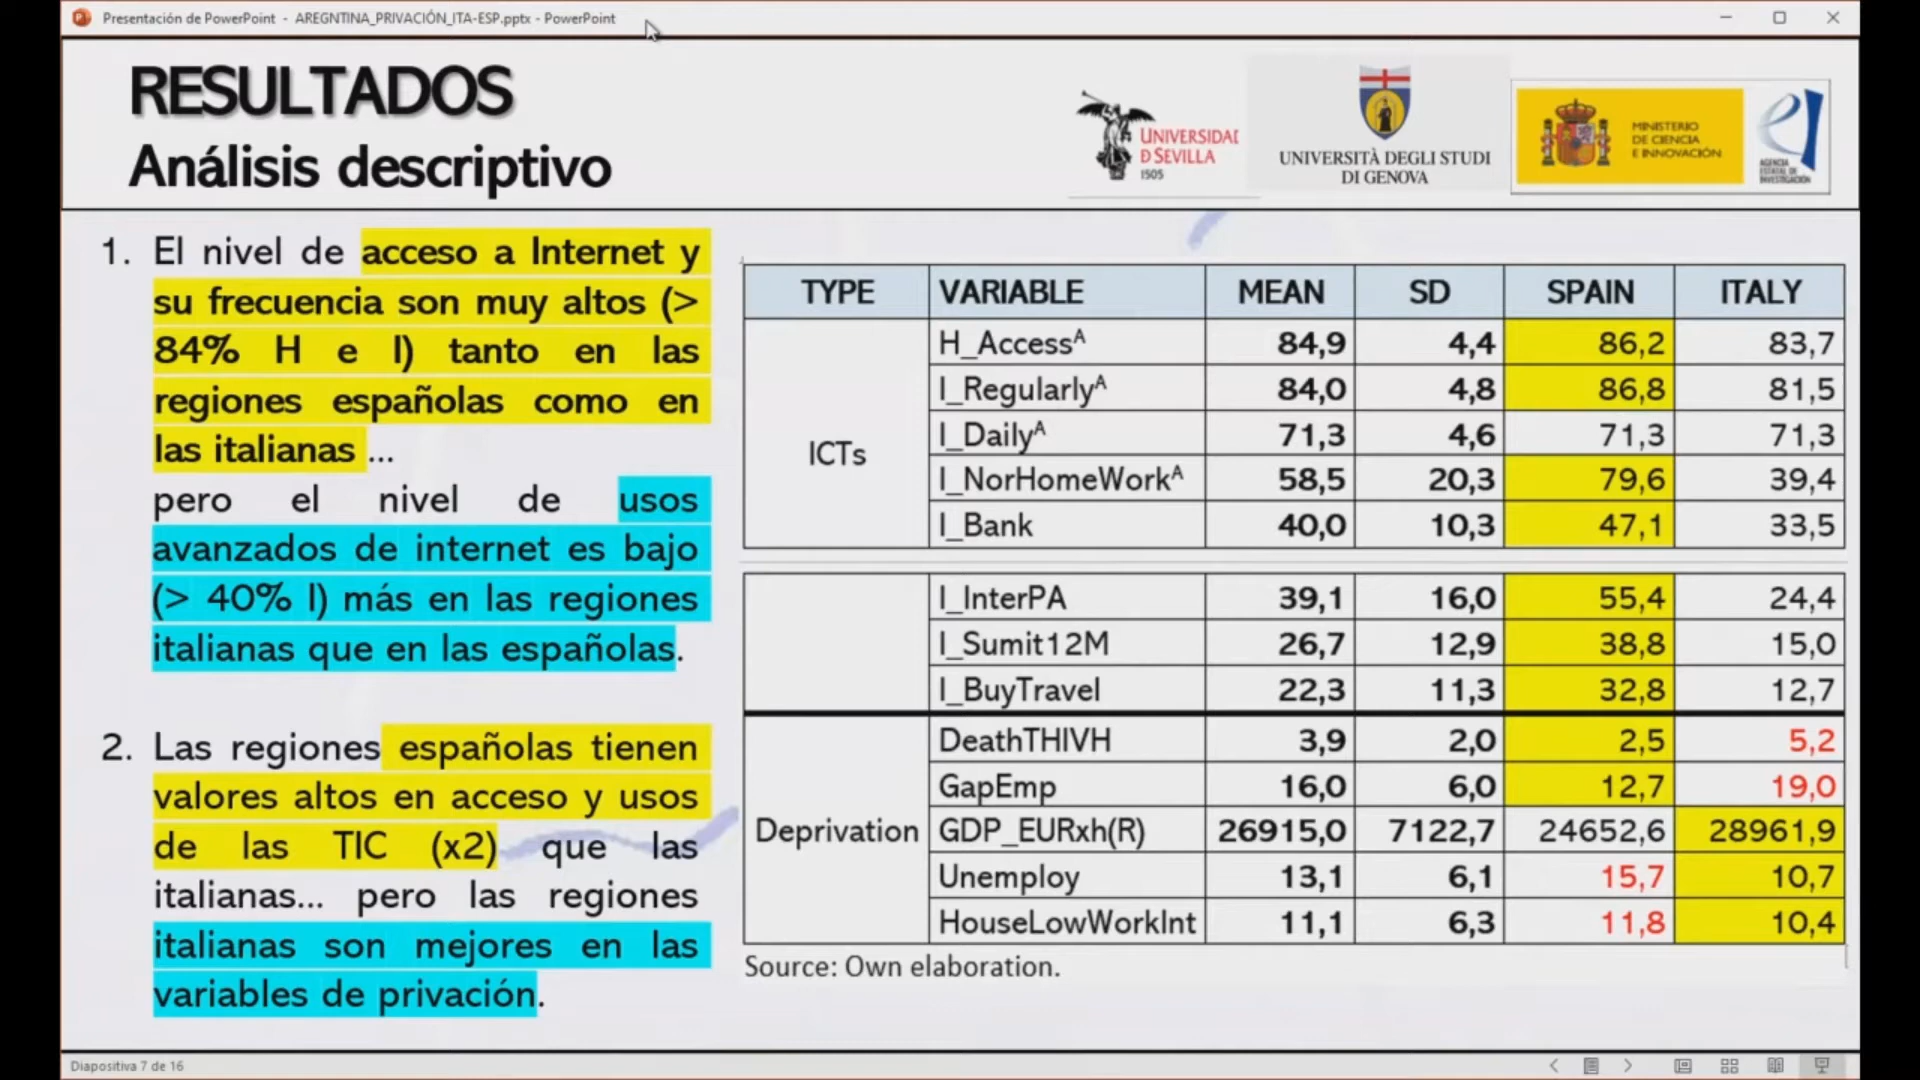 Presentación de PowerPoint - AREGNTINA_PRIVACIÓN_ITA-ESP.pptx - PowerPoint
RESULTADOS
Análisis descriptivo
UNIVERSIDAD
D SEVILLA
1505
UNIVERSITÀ DEGLI STUDI
DI GENOVA
MINISTERIO
DE CIENCIA
E INNOVACIÓN
AGENCIA
ESTATAL DE
INVESTIGACIÓN
1. El nivel de acceso a Internet y
su frecuencia son muy altos (>
84% H e I) tanto en las
regiones españolas como en
las italianas ...
pero el nivel de usos
avanzados de internet es bajo
(> 40% I) más en las regiones
italianas que en las españolas.
2. Las regiones españolas tienen
valores altos en acceso y usos
de las TIC (x2) que las
italianas... pero las regiones
italianas son mejores en las
variables de privación.
TYPE VARIABLE MEAN SD SPAIN ITALY
ICTs
H_Access^A 84,9 4,4 86,2 83,7
I_Regularly^A 84,0 4,8 86,8 81,5
I_Daily^A 71,3 4,6 71,3 71,3
I_NorHomeWork^A 58,5 20,3 79,6 39,4
I_Bank 40,0 10,3 47,1 33,5
I_InterPA 39,1 16,0 55,4 24,4
I_Sumit12M 26,7 12,9 38,8 15,0
I_BuyTravel 22,3 11,3 32,8 12,7
Deprivation
DeathTHIVH 3,9 2,0 2,5 5,2
GapEmp 16,0 6,0 12,7 19,0
GDP_EURxh(R) 26915,0 7122,7 24652,6 28961,9
Unemploy 13,1 6,1 15,7 10,7
HouseLowWorkInt 11,1 6,3 11,8 10,4
Source: Own elaboration.
Diapositiva 7 de 16